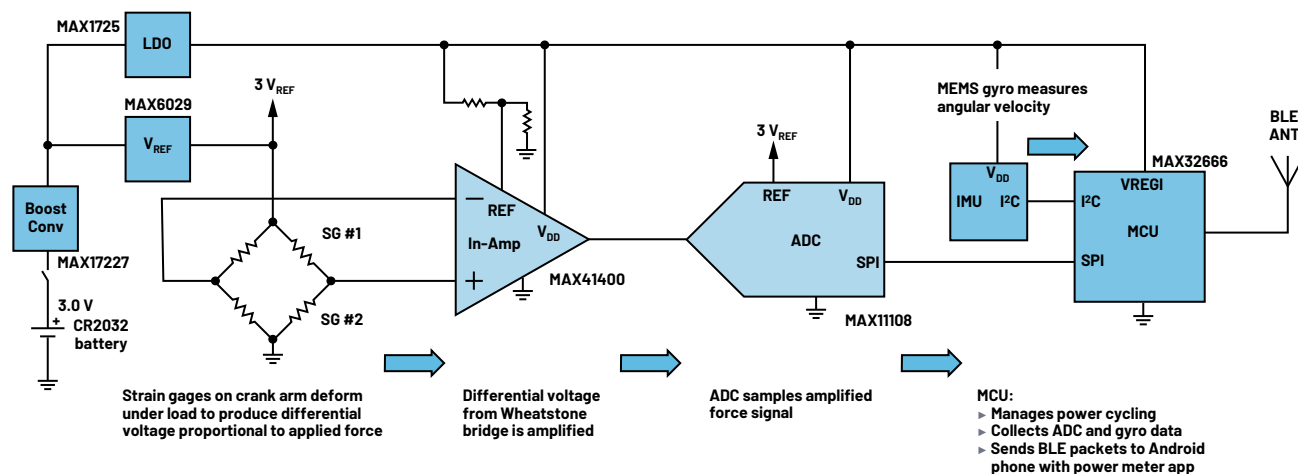 MAX1725
LDO
3 VREF
MAX6029
VREF
Boost
Conv
MAX17227
3.0 V
+
CR2032
battery
SG #1
SG #2
−
REF
VDD
In-Amp
+
MAX41400
3 VREF
REF
VDD
ADC
SPI
MAX11108
MEMS gyro measures
angular velocity
VDD
IMU
I²C
BLE
ANT
MAX32666
VREGI
I²C
MCU
SPI
Strain gages on crank arm deform
under load to produce differential
voltage proportional to applied force
Differential voltage
from Wheatstone
bridge is amplified
ADC samples amplified
force signal
MCU:
► Manages power cycling
► Collects ADC and gyro data
► Sends BLE packets to Android
phone with power meter app